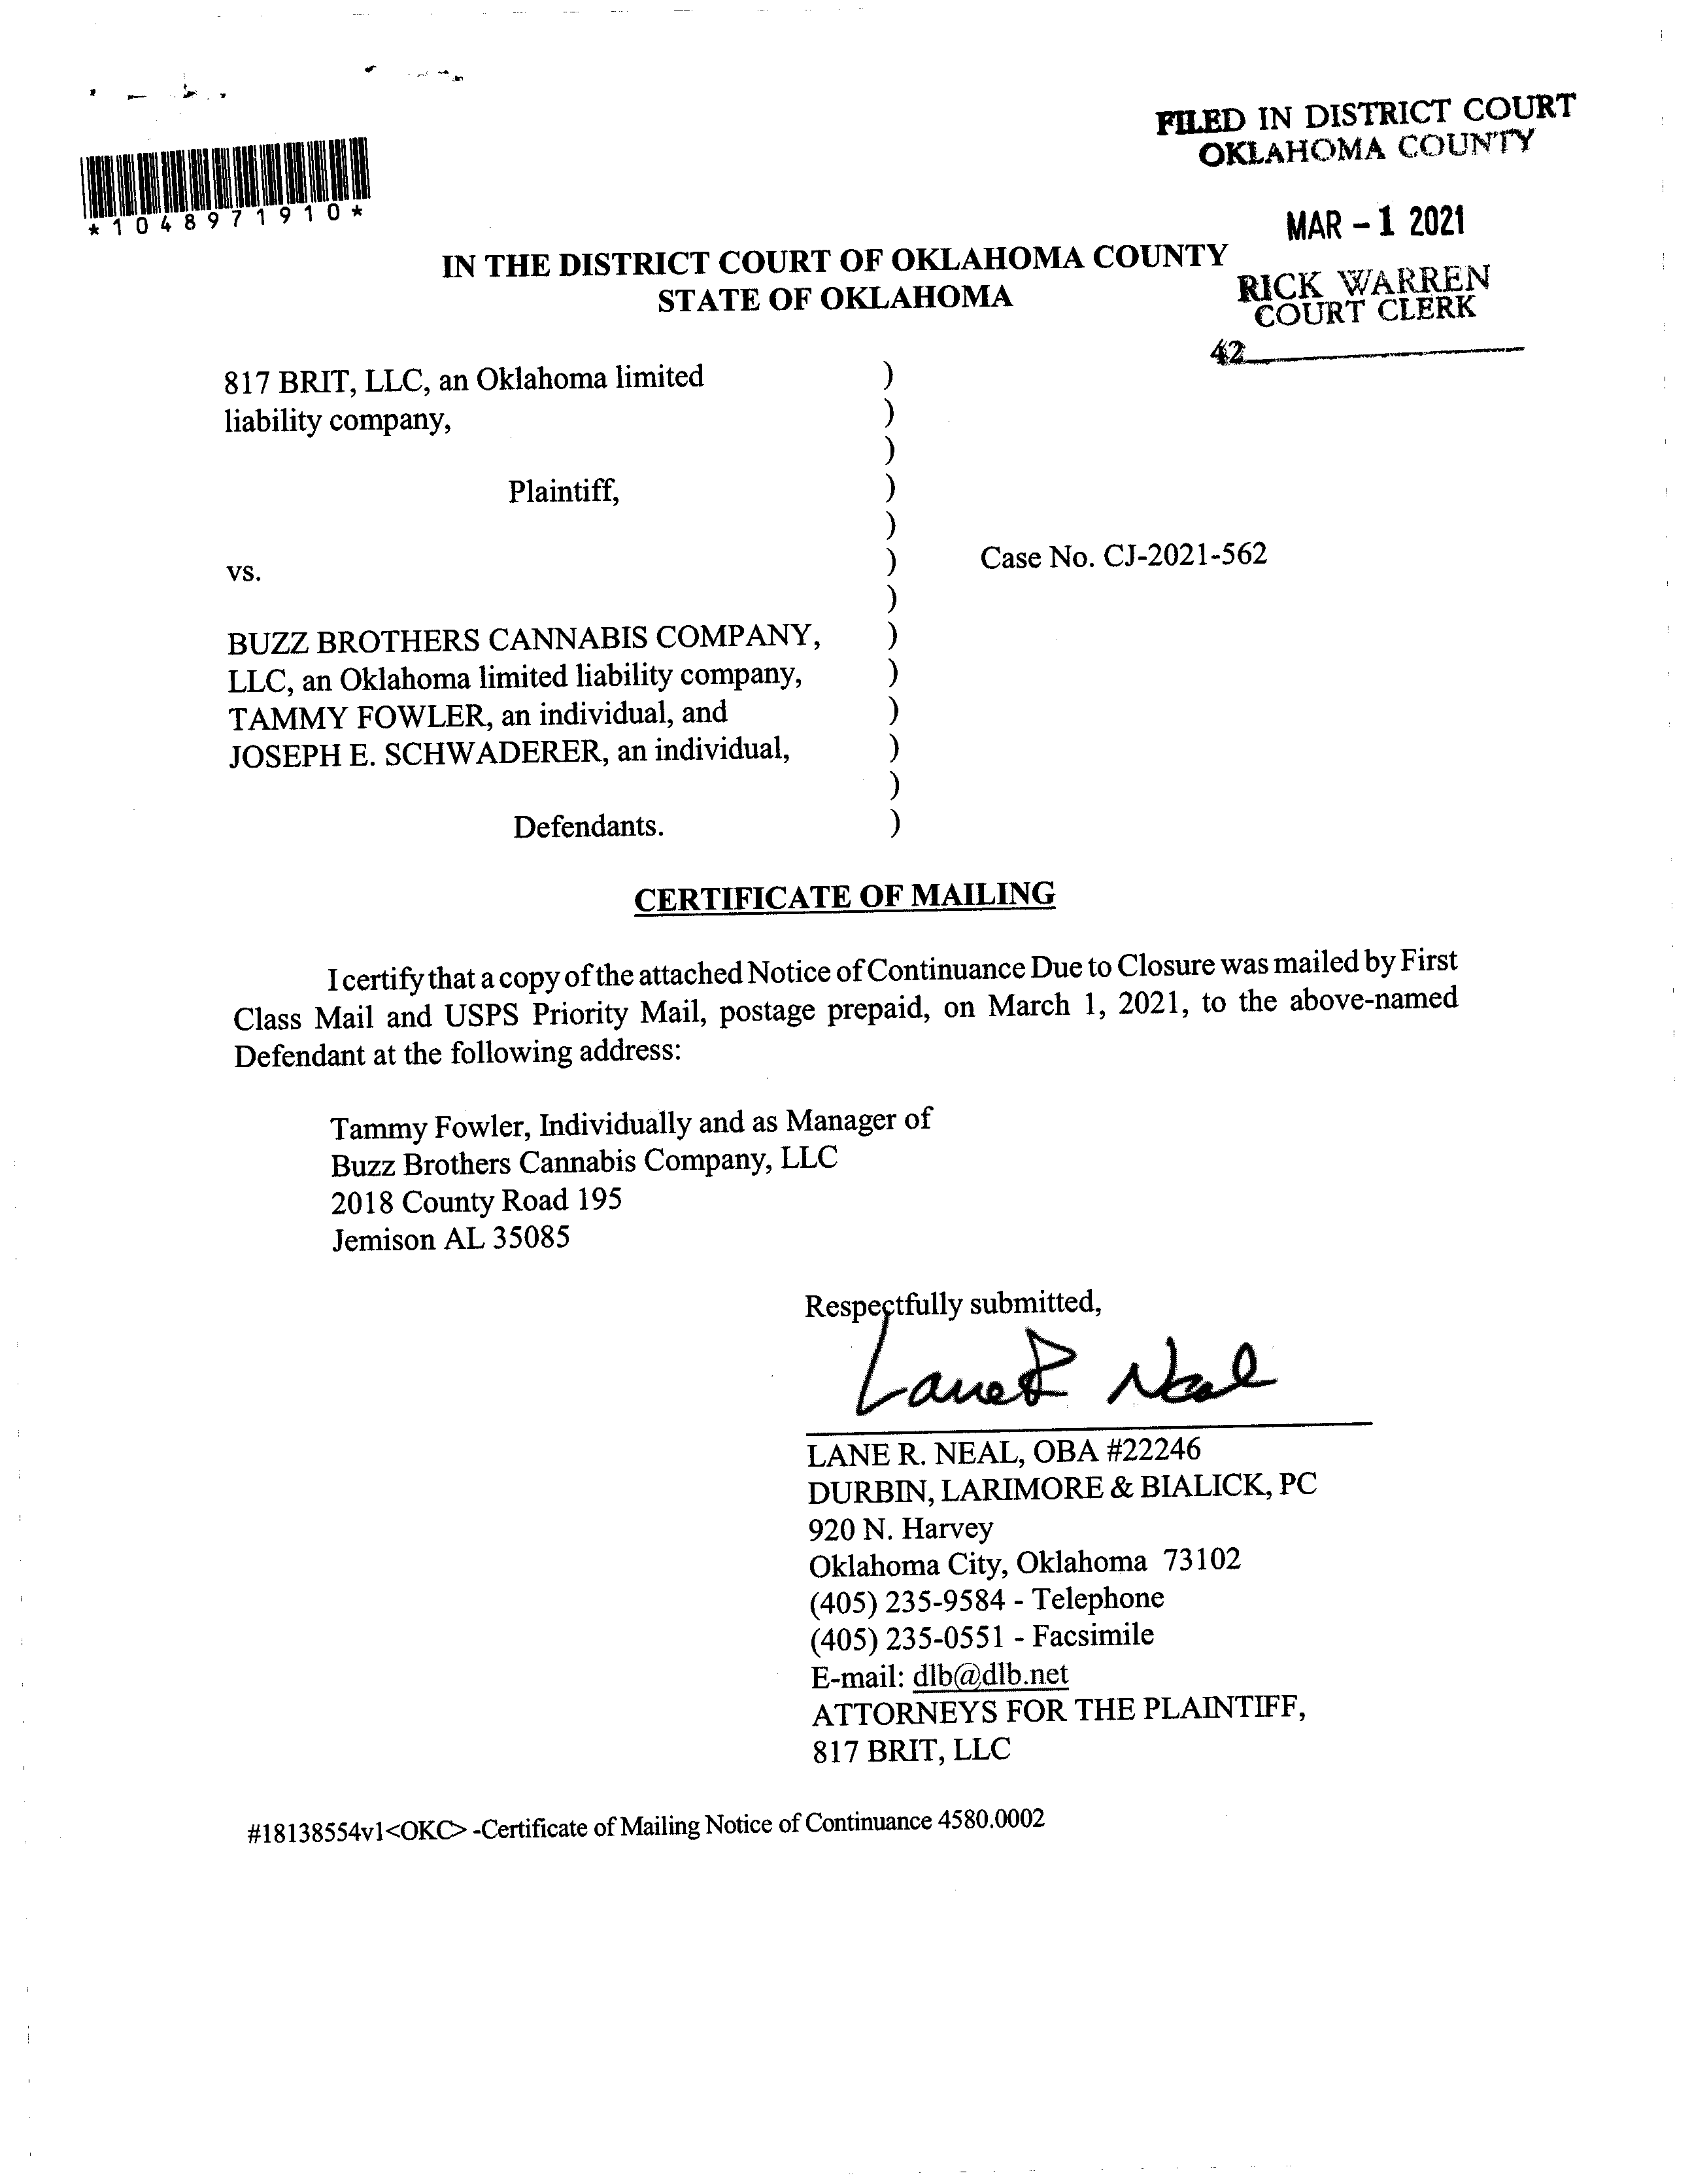 FILED IN DISTRICT COURT
OKLAHOMA COUNTY
*1048971910*
MAR - 1 2021
IN THE DISTRICT COURT OF OKLAHOMA COUNTY
STATE OF OKLAHOMA
RICK WARREN
COURT CLERK
42
817 BRIT, LLC, an Oklahoma limited )
liability company, )
)
Plaintiff, )
)
vs. ) Case No. CJ-2021-562
)
BUZZ BROTHERS CANNABIS COMPANY, )
LLC, an Oklahoma limited liability company, )
TAMMY FOWLER, an individual, and )
JOSEPH E. SCHWADERER, an individual, )
)
Defendants. )
CERTIFICATE OF MAILING
I certify that a copy of the attached Notice of Continuance Due to Closure was mailed by First
Class Mail and USPS Priority Mail, postage prepaid, on March 1, 2021, to the above-named
Defendant at the following address:
Tammy Fowler, Individually and as Manager of
Buzz Brothers Cannabis Company, LLC
2018 County Road 195
Jemison AL 35085
Respectfully submitted,
Lane R Neal
LANE R. NEAL, OBA #22246
DURBIN, LARIMORE & BIALICK, PC
920 N. Harvey
Oklahoma City, Oklahoma 73102
(405) 235-9584 - Telephone
(405) 235-0551 - Facsimile
E-mail: dlb@dlb.net
ATTORNEYS FOR THE PLAINTIFF,
817 BRIT, LLC
#18138554v1<OKC> -Certificate of Mailing Notice of Continuance 4580.0002